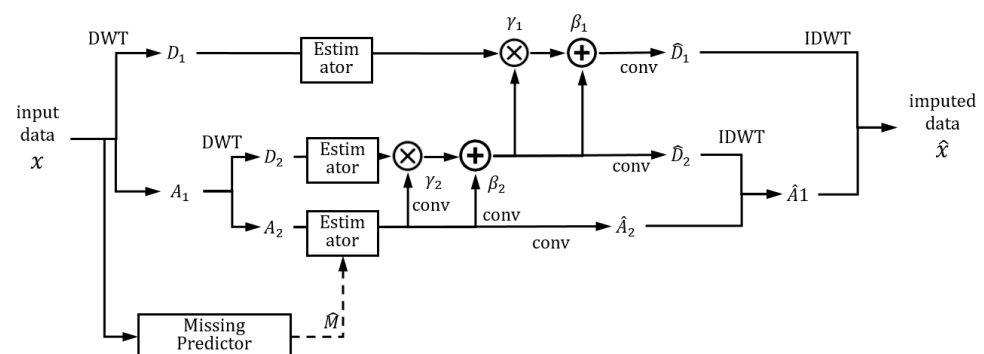 γ₁
β₁
DWT
D₁
Estim
ator
conv
D̂₁
IDWT
input
data
x
imputed
data
x̂
DWT
D₂
Estim
ator
γ₂
β₂
conv
D̂₂
IDWT
A₁
conv
conv
Â1
A₂
Estim
ator
conv
Â₂
M̂
Missing
Predictor